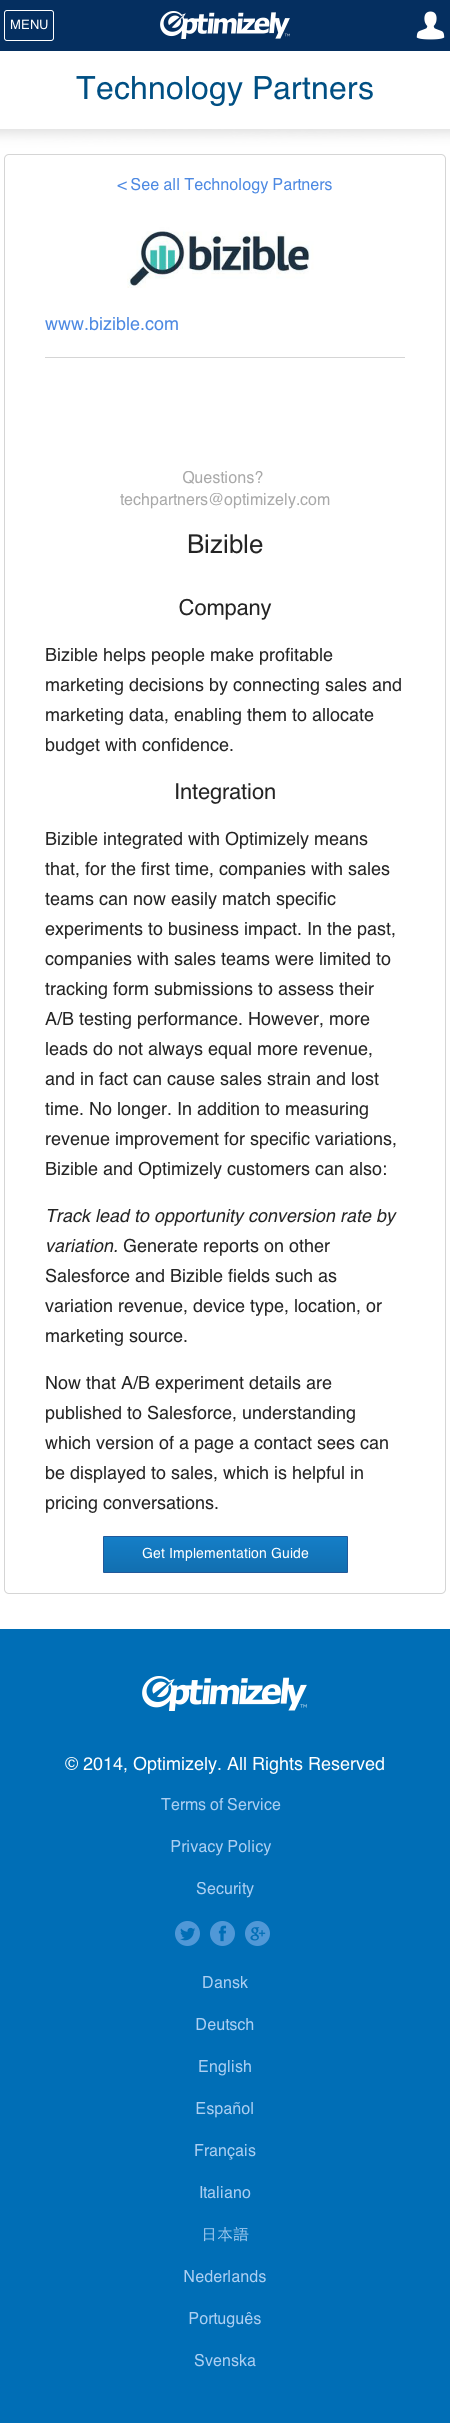 MENU
Optimizely
Technology Partners
< See all Technology Partners
bizible
www.bizible.com
Questions?
techpartners@optimizely.com
Bizible
Company
Bizible helps people make profitable
marketing decisions by connecting sales and
marketing data, enabling them to allocate
budget with confidence.
Integration
Bizible integrated with Optimizely means
that, for the first time, companies with sales
teams can now easily match specific
experiments to business impact. In the past,
companies with sales teams were limited to
tracking form submissions to assess their
A/B testing performance. However, more
leads do not always equal more revenue,
and in fact can cause sales strain and lost
time. No longer. In addition to measuring
revenue improvement for specific variations,
Bizible and Optimizely customers can also:
Track lead to opportunity conversion rate by
variation. Generate reports on other
Salesforce and Bizible fields such as
variation revenue, device type, location, or
marketing source.
Now that A/B experiment details are
published to Salesforce, understanding
which version of a page a contact sees can
be displayed to sales, which is helpful in
pricing conversations.
Get Implementation Guide
Optimizely
© 2014, Optimizely. All Rights Reserved
Terms of Service
Privacy Policy
Security
Dansk
Deutsch
English
Español
Français
Italiano
日本語
Nederlands
Português
Svenska